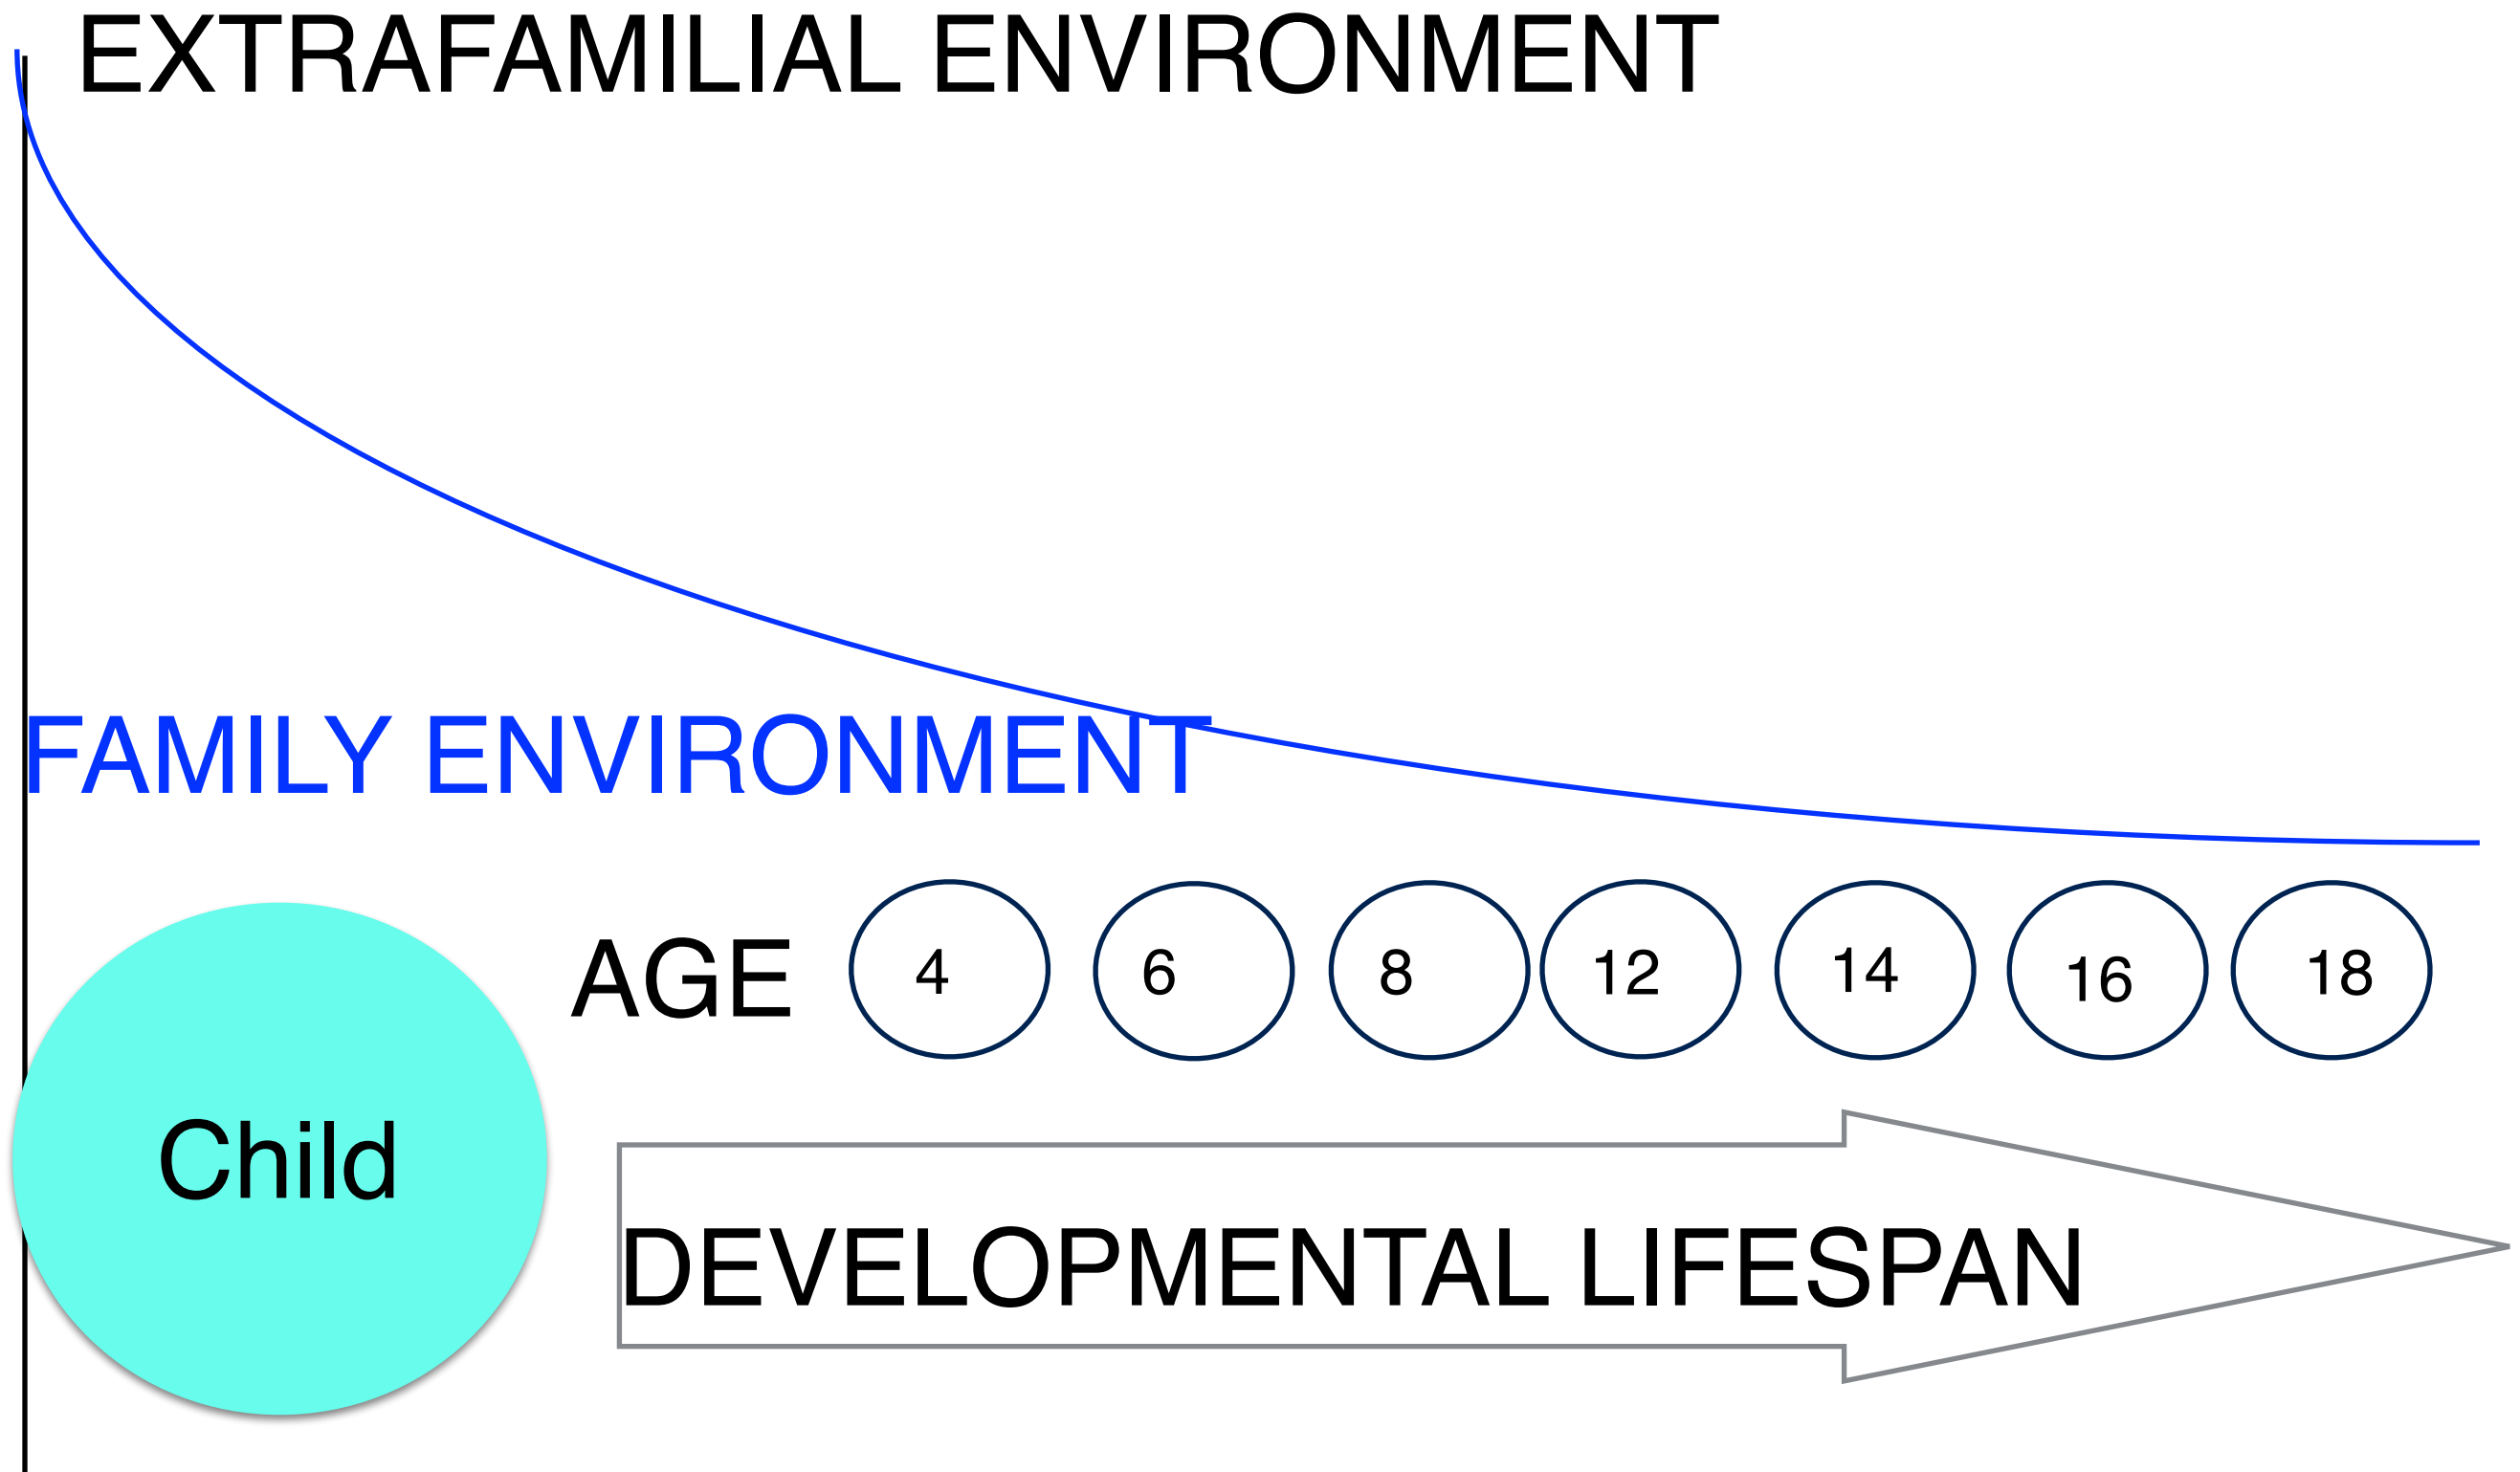 EXTRAFAMILIAL ENVIRONMENT
FAMILY ENVIRONMENT
AGE 4 6 8 12 14 16 18
Child
DEVELOPMENTAL LIFESPAN